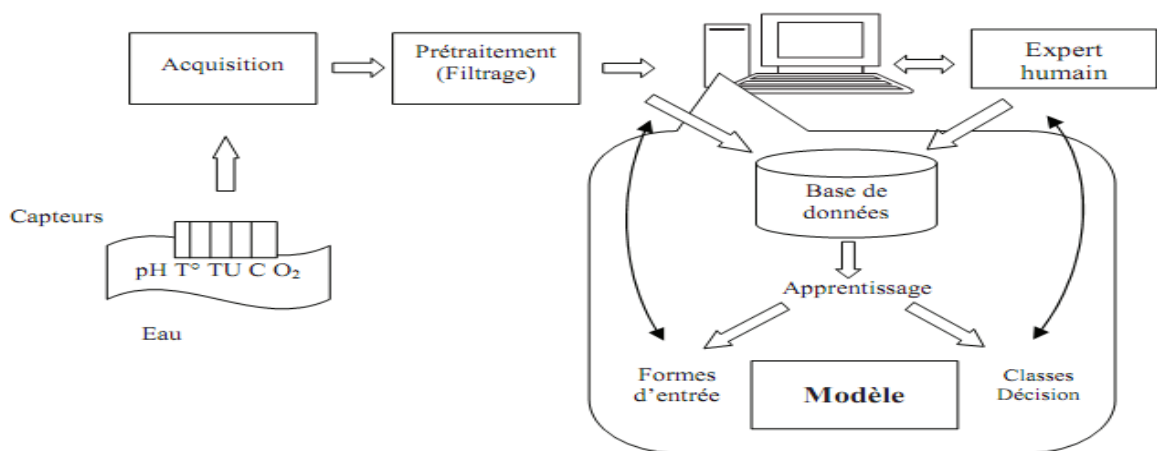 Acquisition
Prétraitement
(Filtrage)
Expert
humain
Capteurs
pH T° TU C O₂
Eau
Base de
données
Apprentissage
Formes
d'entrée
Modèle
Classes
Décision